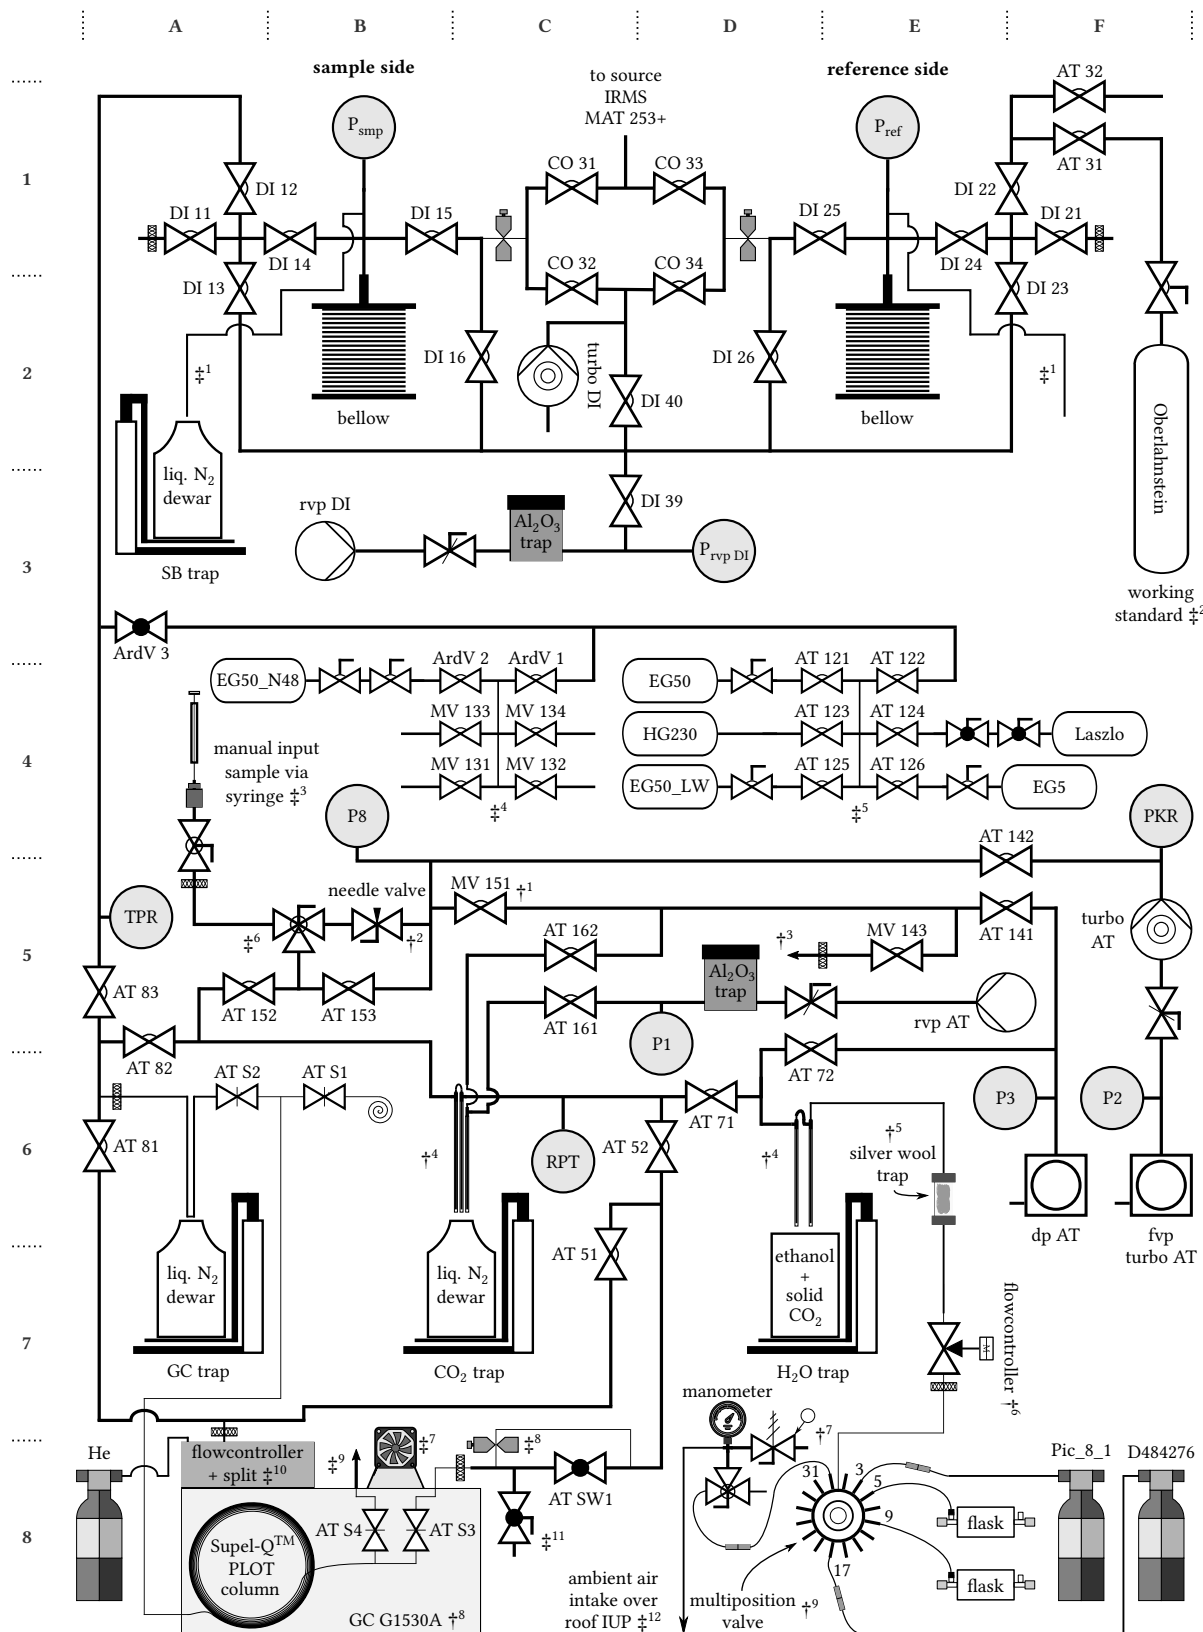 A B C D E F
sample side
reference side
to source
IRMS
MAT 253+
AT 32
P_smp
P_ref
AT 31
1
CO 31
CO 33
DI 12
DI 22
DI 11
DI 15
DI 25
DI 21
DI 14
DI 24
CO 32
CO 34
DI 13
DI 23
2
‡¹
DI 16
turbo DI
DI 26
‡¹
DI 40
bellow
bellow
Oberlahnstein
liq. N₂
dewar
rvp DI
DI 39
Al₂O₃
trap
P_rvp DI
3
SB trap
working
standard ‡²
ArdV 3
EG50_N48
ArdV 2
ArdV 1
EG50
AT 121
AT 122
MV 133
MV 134
HG230
AT 123
AT 124
Laszlo
4
manual input
sample via
syringe ‡³
MV 131
MV 132
EG50_LW
AT 125
AT 126
EG5
‡⁴
‡⁵
P8
PKR
AT 142
needle valve
MV 151
†¹
TPR
‡⁶
†²
AT 162
†³
MV 143
AT 141
turbo
AT
5
Al₂O₃
trap
AT 83
AT 152
AT 153
AT 161
P1
rvp AT
AT 82
AT S2
AT S1
AT 72
P3
P2
AT 71
AT 81
†⁴
RPT
AT 52
†⁴
†⁵
silver wool
trap
6
dp AT
fvp
turbo AT
AT 51
liq. N₂
dewar
liq. N₂
dewar
ethanol
+
solid
CO₂
flowcontroller †⁶
M
7
GC trap
CO₂ trap
H₂O trap
manometer
He
flowcontroller
+ split ‡¹⁰
‡⁹
‡⁷
‡⁸
†⁷
AT SW1
31
3
5
9
17
Pic_8_1
D484276
8
AT S4
AT S3
‡¹¹
flask
Supel-Q™
PLOT
column
flask
GC G1530A †⁸
ambient air
intake over
roof IUP ‡¹²
multiposition
valve
†⁹